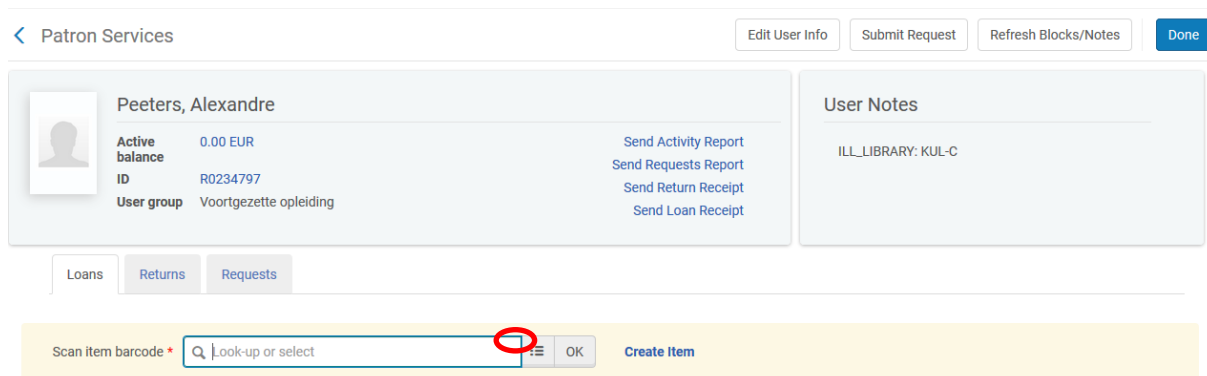 Patron Services
Edit User Info
Submit Request
Refresh Blocks/Notes
Done
Peeters, Alexandre
Active balance 0.00 EUR
ID R0234797
User group Voortgezette opleiding
Send Activity Report
Send Requests Report
Send Return Receipt
Send Loan Receipt
User Notes
ILL_LIBRARY: KUL-C
Loans
Returns
Requests
Scan item barcode *
Look-up or select
OK
Create Item